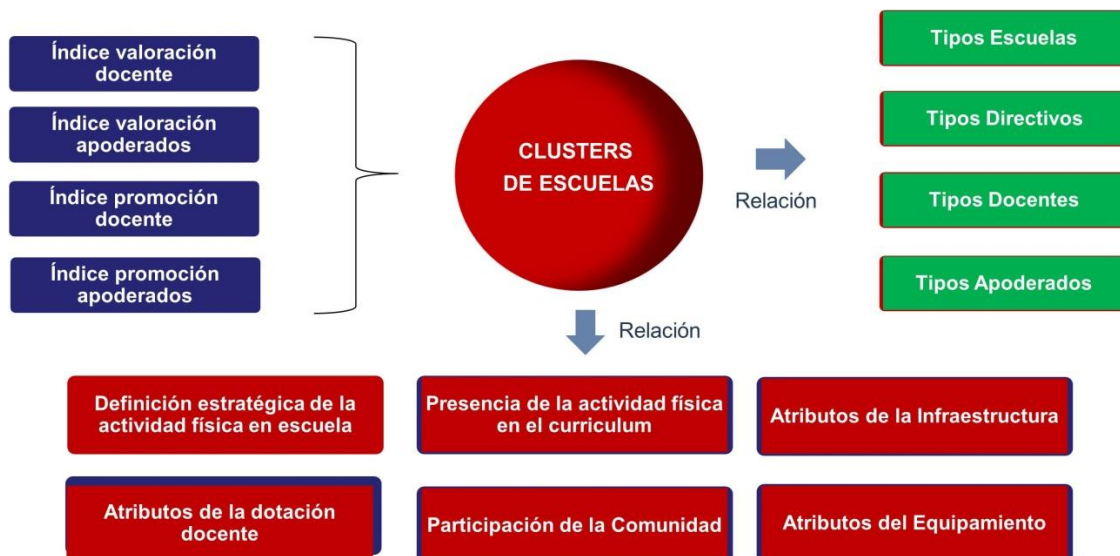 Índice valoración
docente
Índice valoración
apoderados
Índice promoción
docente
Índice promoción
apoderados
CLUSTERS
DE ESCUELAS
Relación
Tipos Escuelas
Tipos Directivos
Tipos Docentes
Tipos Apoderados
Relación
Definición estratégica de la
actividad física en escuela
Presencia de la actividad física
en el curriculum
Atributos de la Infraestructura
Atributos de la dotación
docente
Participación de la Comunidad
Atributos del Equipamiento